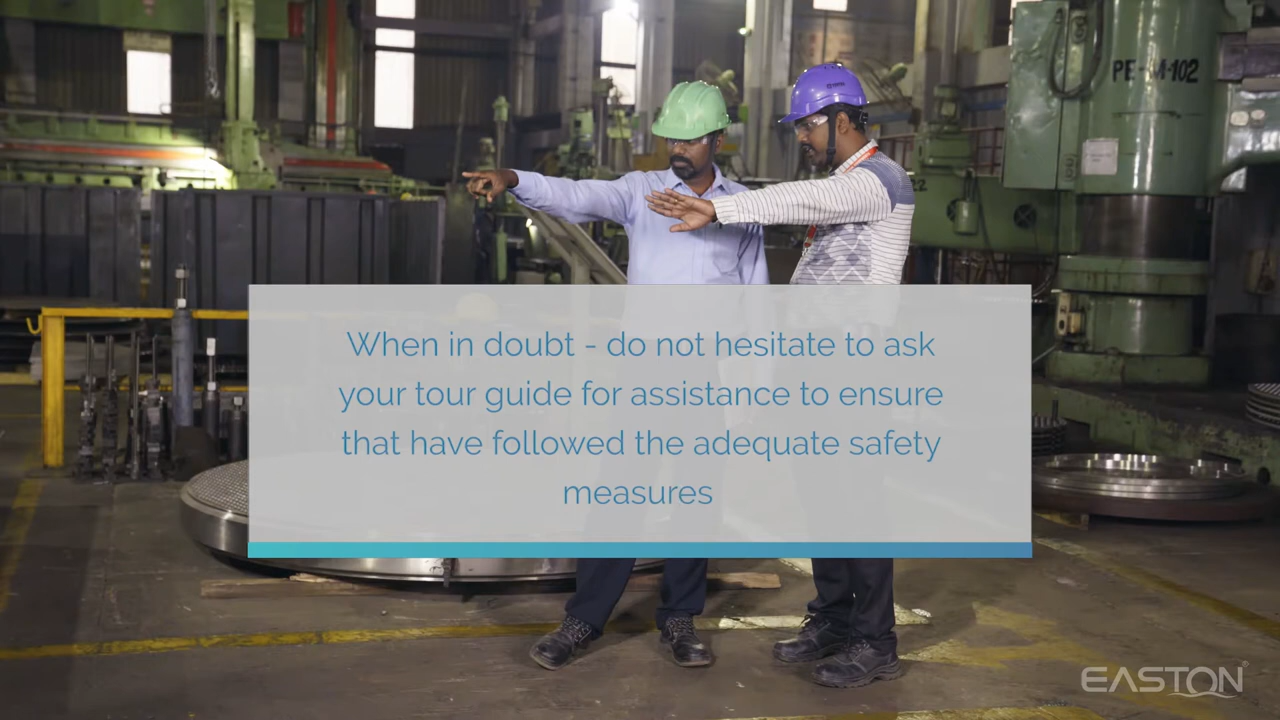 PE-M-102
22
When in doubt - do not hesitate to ask
your tour guide for assistance to ensure
that have followed the adequate safety
measures
EASTON®